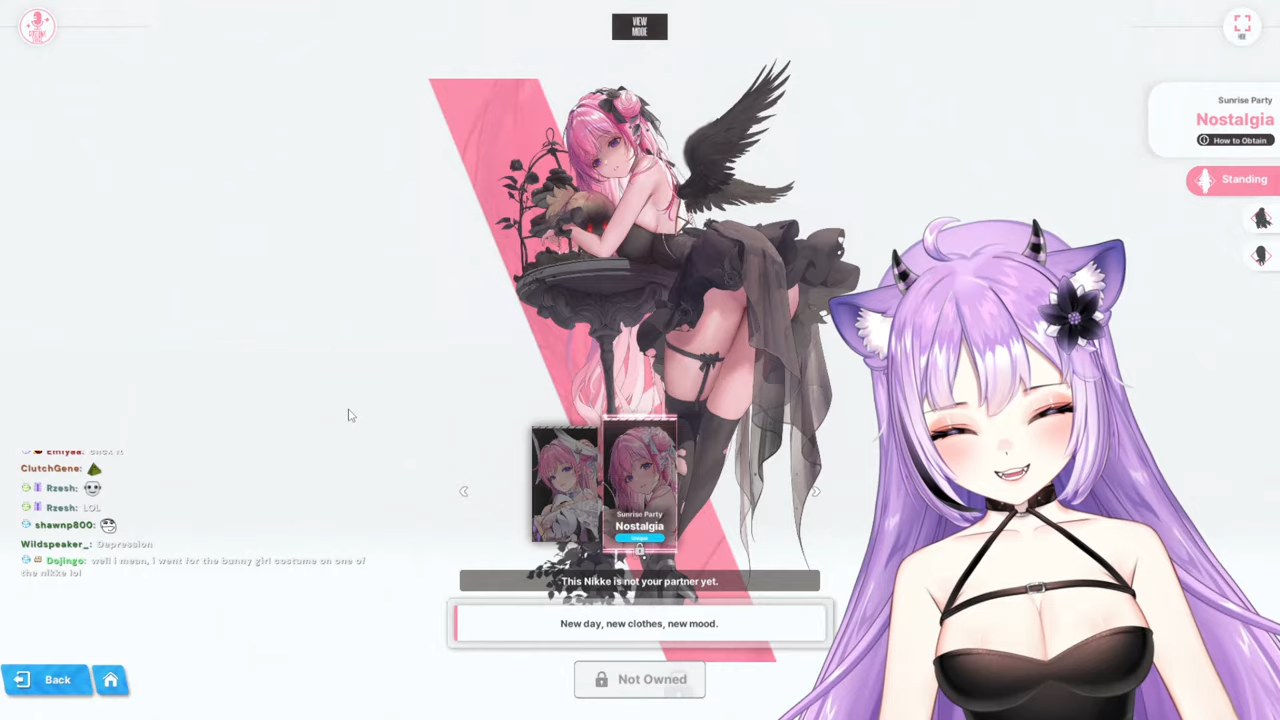 VIEW
MODE
Sunrise Party
Nostalgia
How to Obtain
Standing
ClutchGene:
Rzesh:
Rzesh: LOL
shawnp800:
Wildspeaker_: Depression
Dojingo: well i mean, i went for the bunny girl costume on one of
the nikke lol
Sunrise Party
Nostalgia
Unique
This Nikke is not your partner yet.
New day, new clothes, new mood.
Back
Not Owned